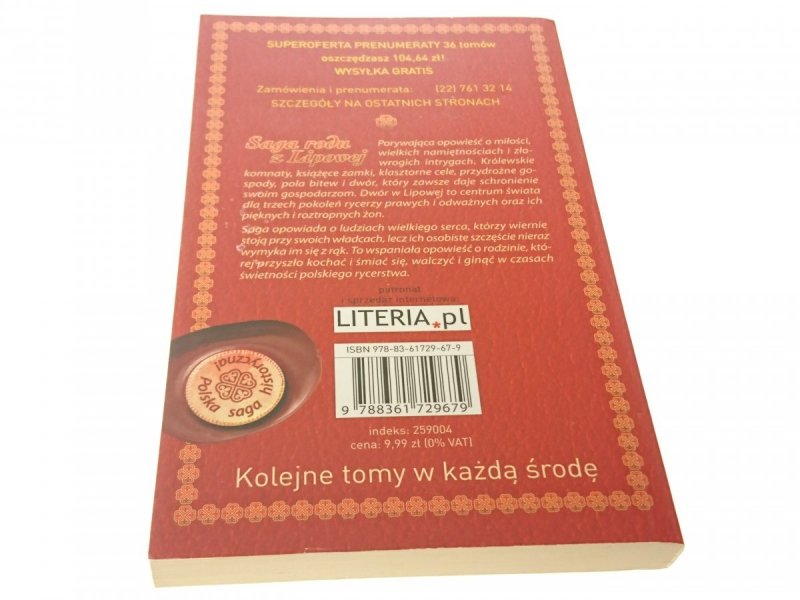 SUPEROFERTA PRENUMERATY 36 tomów
oszczędzasz 104,64 zł!
WYSYŁKA GRATIS
Zamówienia i prenumerata: (22) 761 32 14
SZCZEGÓŁY NA OSTATNICH STRONACH
Saga rodu
z Lipowej
Porywająca opowieść o miłości,
wielkich namiętnościach i zło-
wrogich intrygach. Królewskie
komnaty, książęce zamki, klasztorne cele, przydrożne go-
spody, pola bitew i dwór, który zawsze daje schronienie
swoim gospodarzom. Dwór w Lipowej to centrum świata
dla trzech pokoleń rycerzy prawych i odważnych oraz ich
pięknych i roztropnych żon.
Saga opowiada o ludziach wielkiego serca, którzy wiernie
stoją przy swoich władcach, lecz ich osobiste szczęście nieraz
wymyka im się z rąk. To wspaniała opowieść o rodzinie, któ-
rej przyszło kochać i śmiać się, walczyć i ginąć w czasach
świetności polskiego rycerstwa.
patronat
i sprzedaż internetowa:
LITERIA*pl
ISBN 978-83-61729-67-9
9 788361 729679
indeks: 259004
cena: 9,99 zł (0% VAT)
Polska saga historyczna!
Kolejne tomy w każdą środę